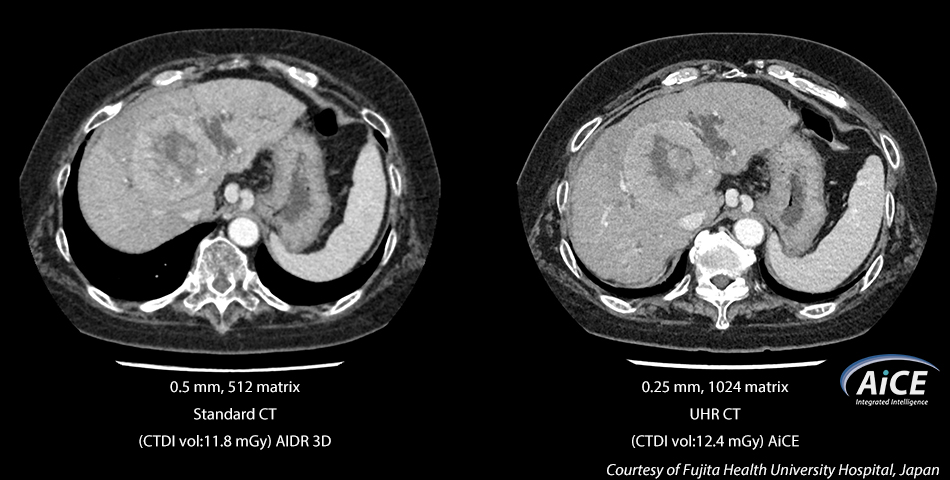 0.5 mm, 512 matrix
Standard CT
(CTDI vol:11.8 mGy) AIDR 3D
0.25 mm, 1024 matrix
UHR CT
(CTDI vol:12.4 mGy) AiCE
AiCE
Integrated Intelligence
Courtesy of Fujita Health University Hospital, Japan